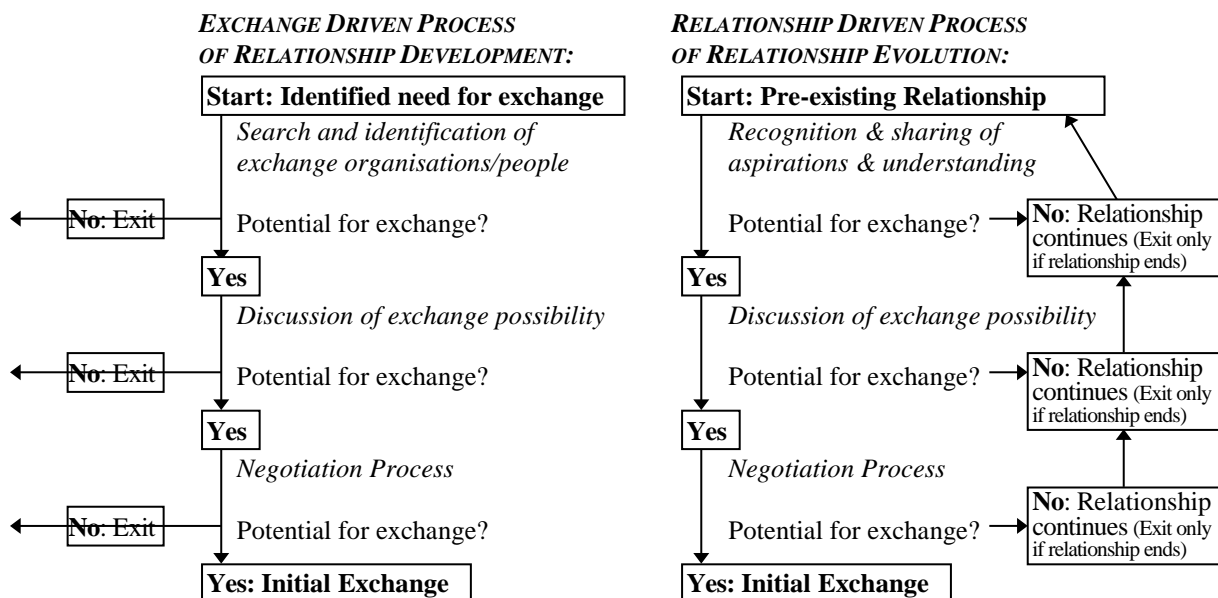 EXCHANGE DRIVEN PROCESS
OF RELATIONSHIP DEVELOPMENT:
Start: Identified need for exchange
Search and identification of
exchange organisations/people
No: Exit
Potential for exchange?
Yes
Discussion of exchange possibility
No: Exit
Potential for exchange?
Yes
Negotiation Process
No: Exit
Potential for exchange?
Yes: Initial Exchange
RELATIONSHIP DRIVEN PROCESS
OF RELATIONSHIP EVOLUTION:
Start: Pre-existing Relationship
Recognition & sharing of
aspirations & understanding
Potential for exchange?
No: Relationship
continues (Exit only
if relationship ends)
Yes
Discussion of exchange possibility
Potential for exchange?
No: Relationship
continues (Exit only
if relationship ends)
Yes
Negotiation Process
Potential for exchange?
No: Relationship
continues (Exit only
if relationship ends)
Yes: Initial Exchange